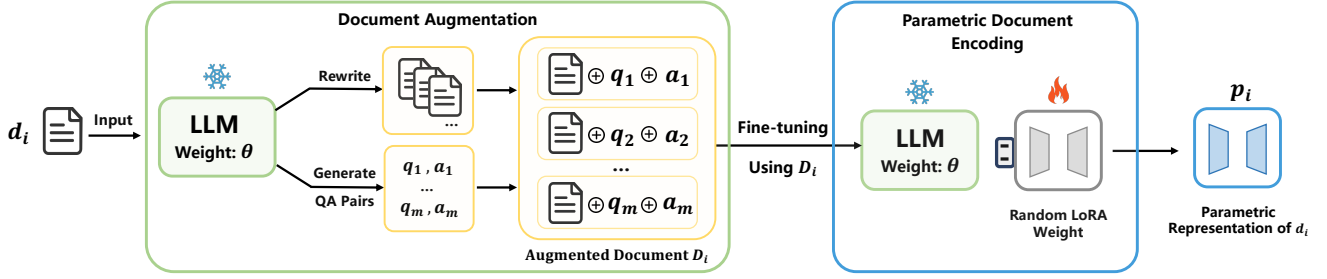 Document Augmentation
d_i
Input
LLM
Weight: θ
Rewrite
...
Generate
QA Pairs
q_1 , a_1
...
q_m , a_m
⊕ q_1 ⊕ a_1
⊕ q_2 ⊕ a_2
...
⊕ q_m ⊕ a_m
Augmented Document D_i
Fine-tuning
Using D_i
Parametric Document
Encoding
LLM
Weight: θ
Random LoRA
Weight
p_i
Parametric
Representation of d_i